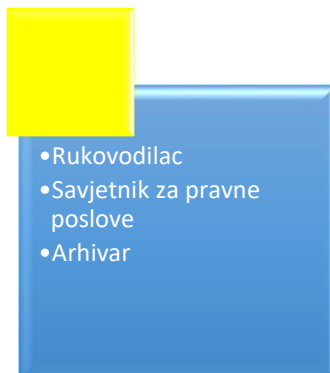 •Rukovodilac
•Savjetnik za pravne
poslove
•Arhivar